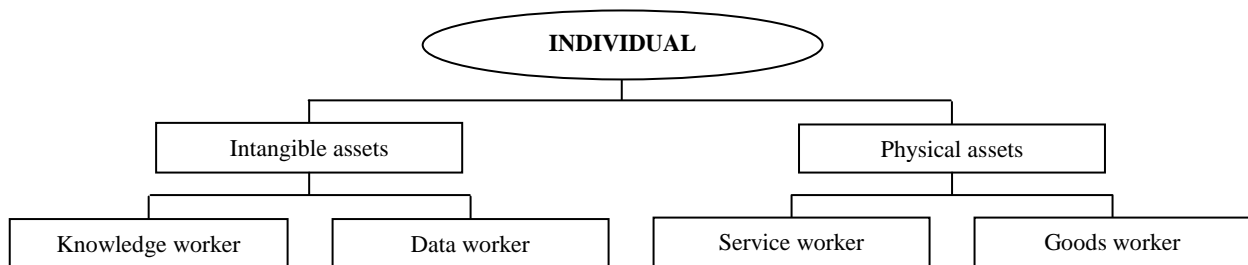 INDIVIDUAL
Intangible assets
Physical assets
Knowledge worker
Data worker
Service worker
Goods worker